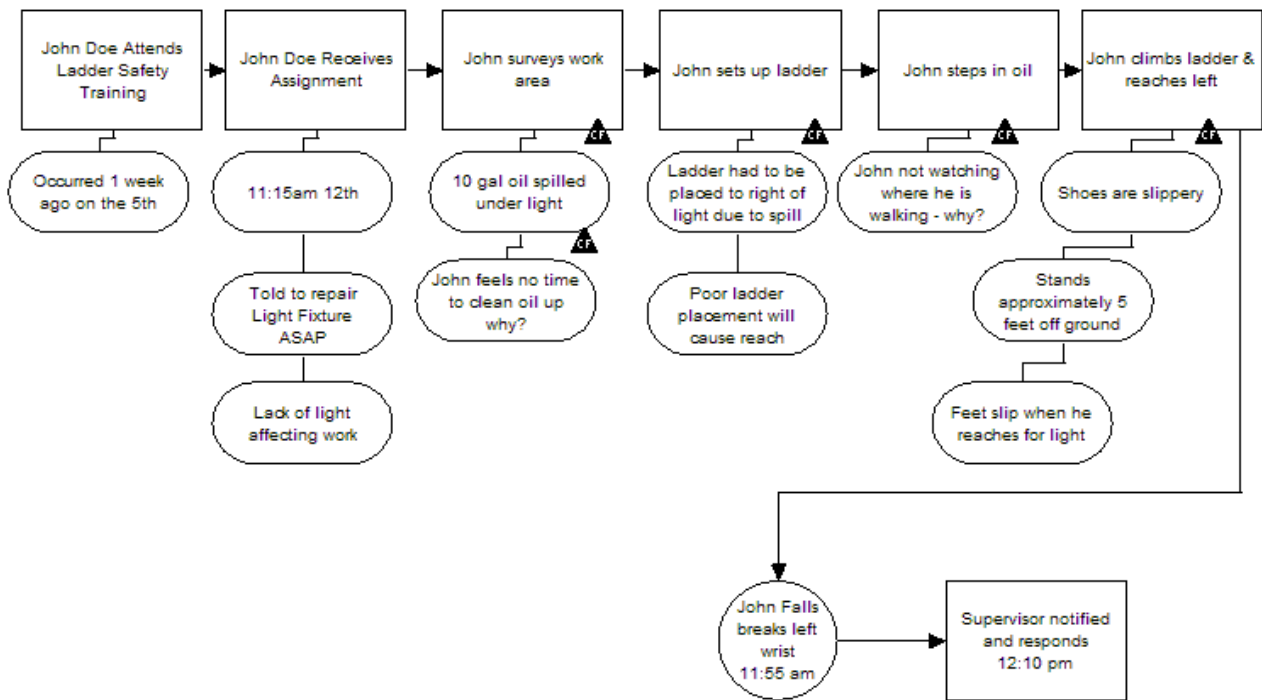 John Doe Attends
Ladder Safety
Training
John Doe Receives
Assignment
John surveys work
area
John sets up ladder
John steps in oil
John climbs ladder &
reaches left
CF
CF
CF
CF
Occurred 1 week
ago on the 5th
11:15am 12th
10 gal oil spilled
under light
Ladder had to be
placed to right of
light due to spill
John not watching
where he is
walking - why?
Shoes are slippery
CF
Told to repair
Light Fixture
ASAP
John feels no time
to clean oil up
why?
Poor ladder
placement will
cause reach
Stands
approximately 5
feet off ground
Lack of light
affecting work
Feet slip when he
reaches for light
John Falls
breaks left
wrist
11:55 am
Supervisor notified
and responds
12:10 pm